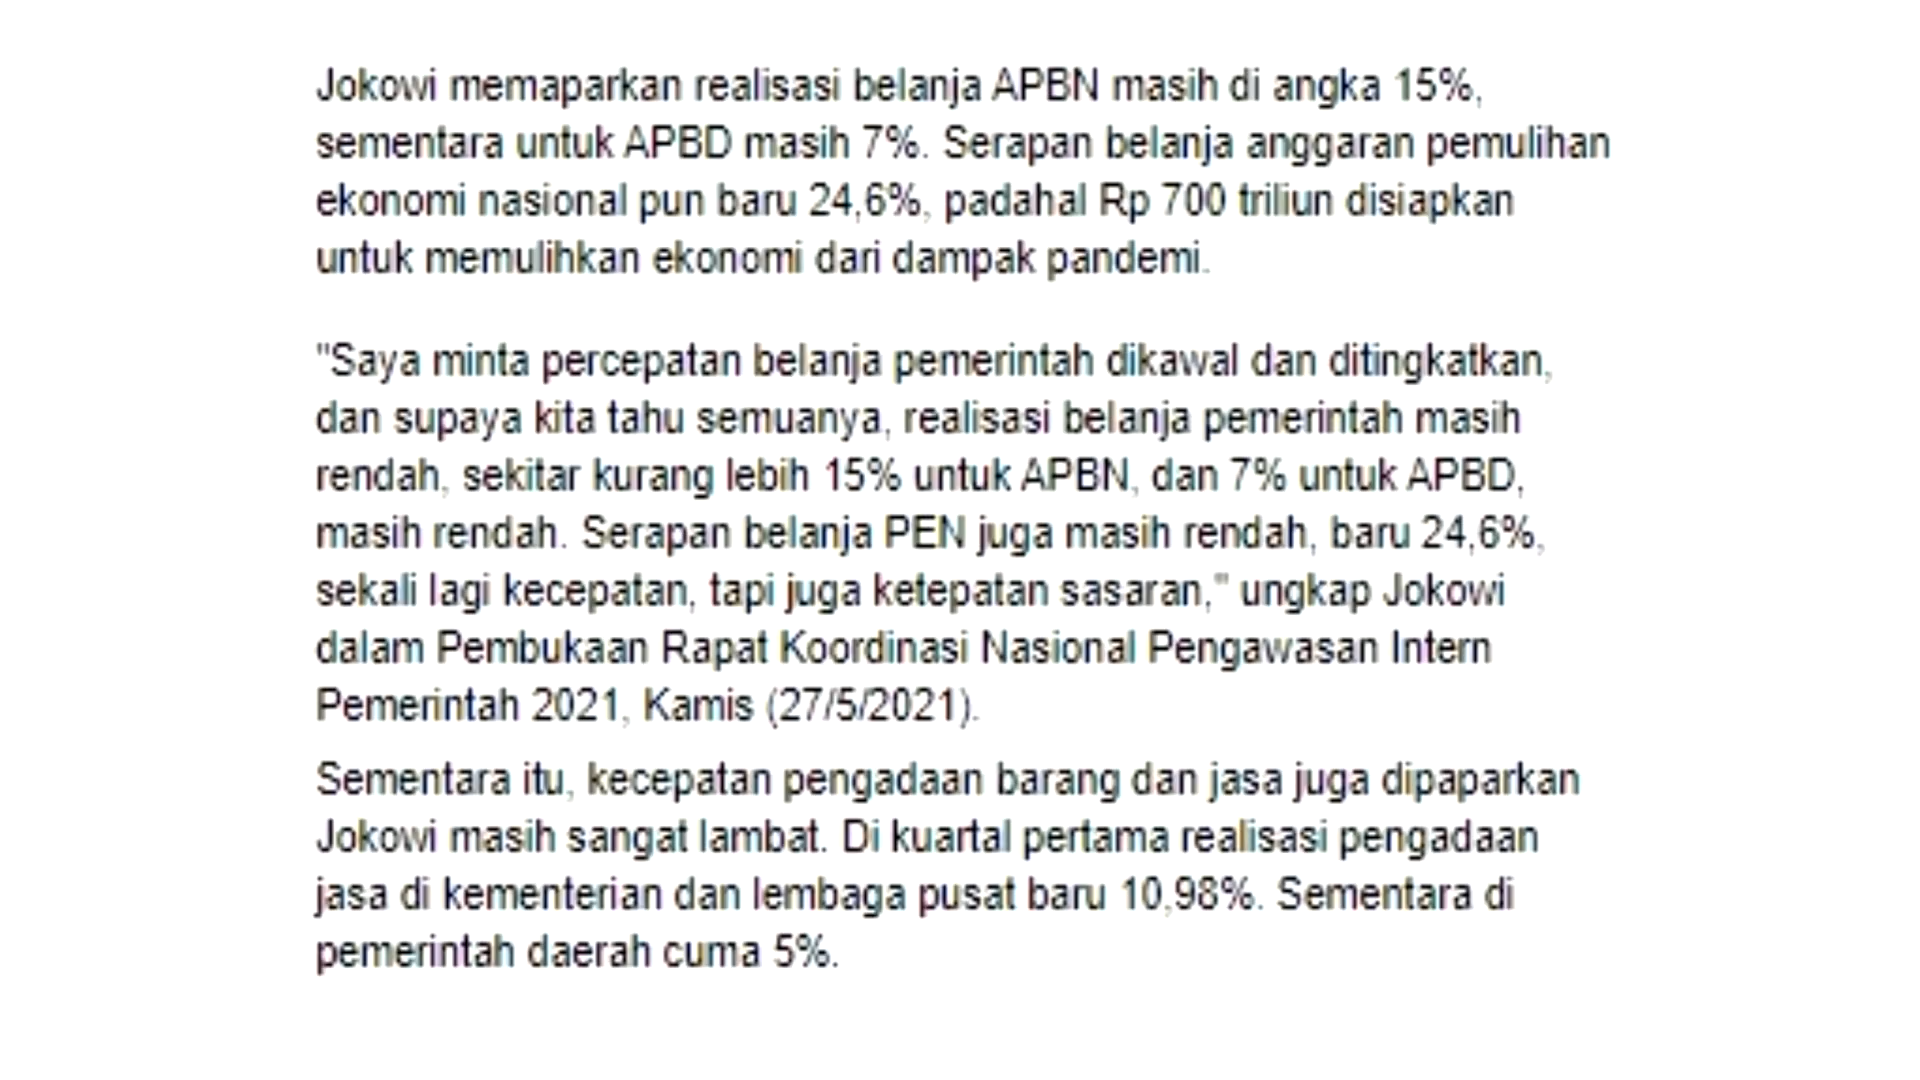 Jokowi memaparkan realisasi belanja APBN masih di angka 15%,
sementara untuk APBD masih 7%. Serapan belanja anggaran pemulihan
ekonomi nasional pun baru 24,6%, padahal Rp 700 triliun disiapkan
untuk memulihkan ekonomi dari dampak pandemi.
"Saya minta percepatan belanja pemerintah dikawal dan ditingkatkan,
dan supaya kita tahu semuanya, realisasi belanja pemerintah masih
rendah, sekitar kurang lebih 15% untuk APBN, dan 7% untuk APBD,
masih rendah. Serapan belanja PEN juga masih rendah, baru 24,6%,
sekali lagi kecepatan, tapi juga ketepatan sasaran," ungkap Jokowi
dalam Pembukaan Rapat Koordinasi Nasional Pengawasan Intern
Pemerintah 2021, Kamis (27/5/2021).
Sementara itu, kecepatan pengadaan barang dan jasa juga dipaparkan
Jokowi masih sangat lambat. Di kuartal pertama realisasi pengadaan
jasa di kementerian dan lembaga pusat baru 10,98%. Sementara di
pemerintah daerah cuma 5%.